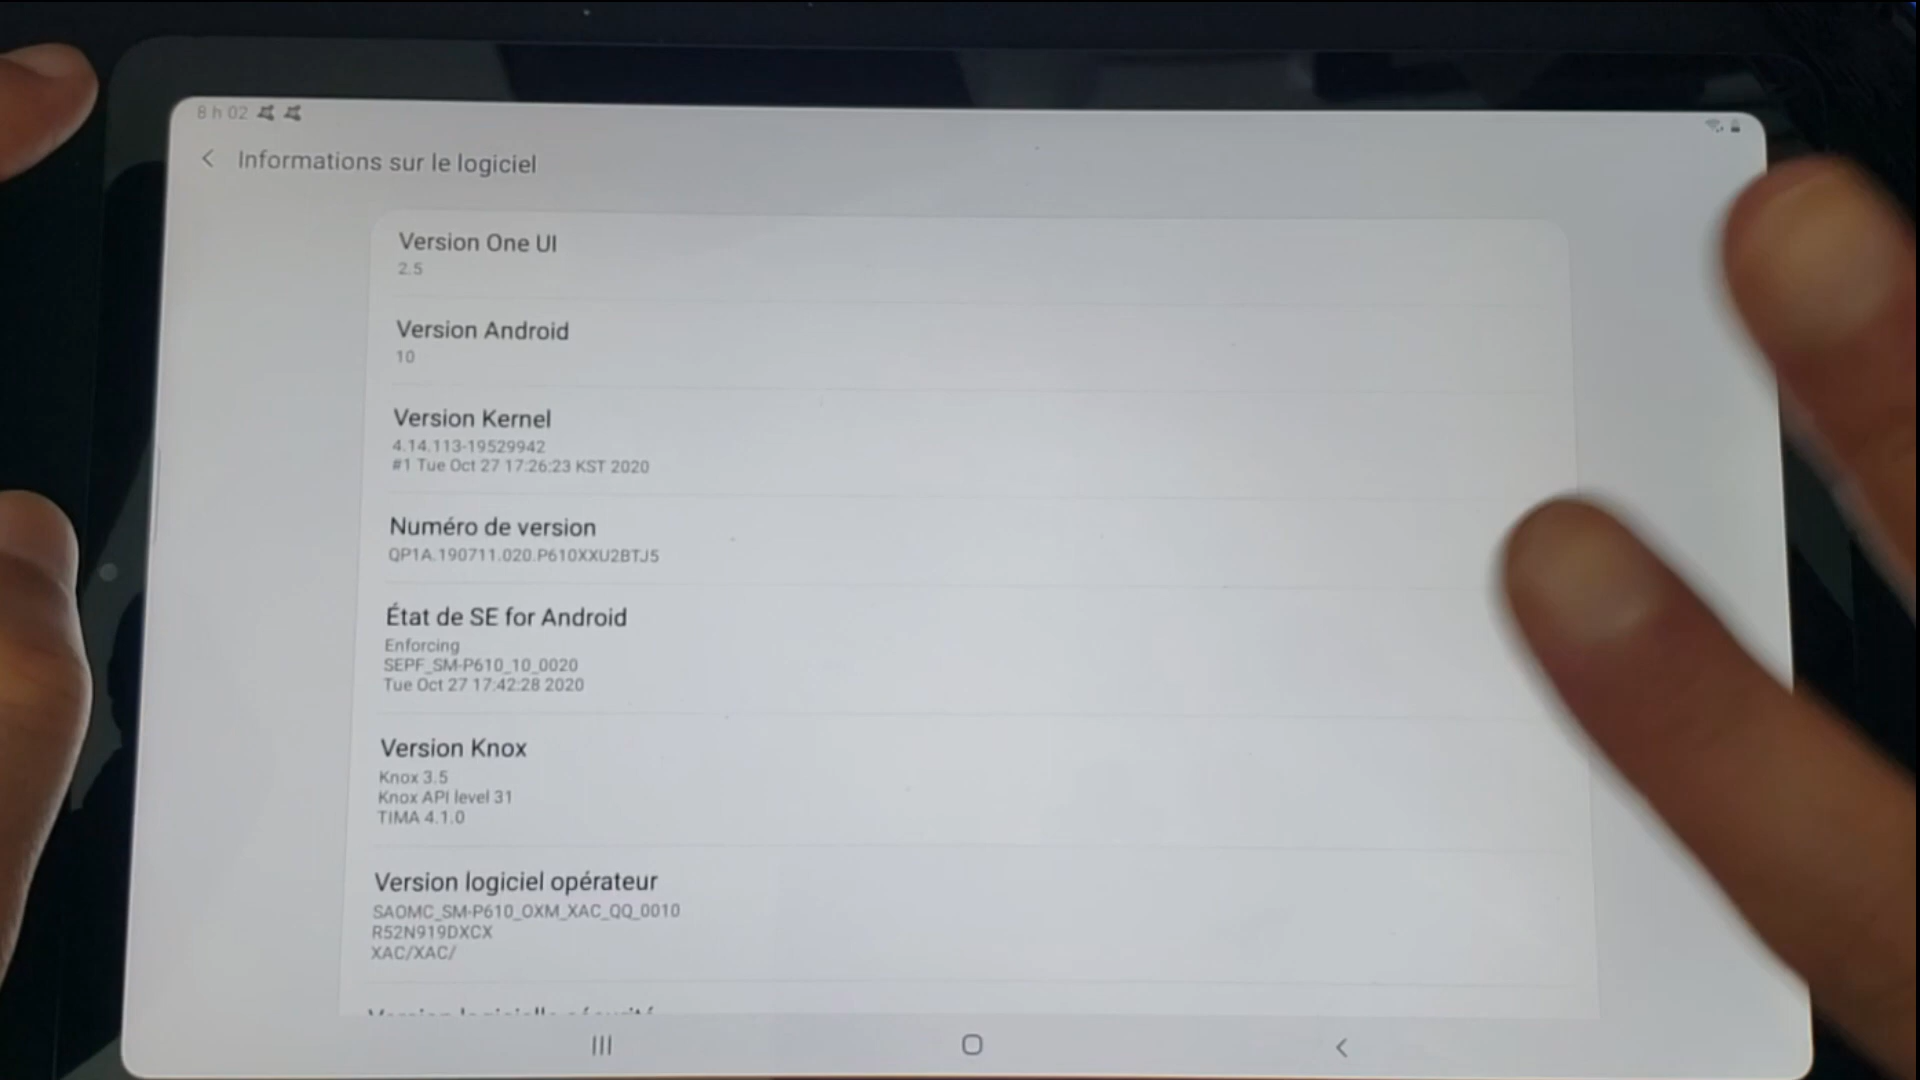 8 h 02
Informations sur le logiciel
Version One UI
2.5
Version Android
10
Version Kernel
4.14.113-19529942
#1 Tue Oct 27 17:26:23 KST 2020
Numéro de version
QP1A.190711.020.P610XXU2BTJ5
État de SE for Android
Enforcing
SEPF_SM-P610_10_0020
Tue Oct 27 17:42:28 2020
Version Knox
Knox 3.5
Knox API level 31
TIMA 4.1.0
Version logiciel opérateur
SAOMC_SM-P610_OXM_XAC_QQ_0010
R52N919DXCX
XAC/XAC/